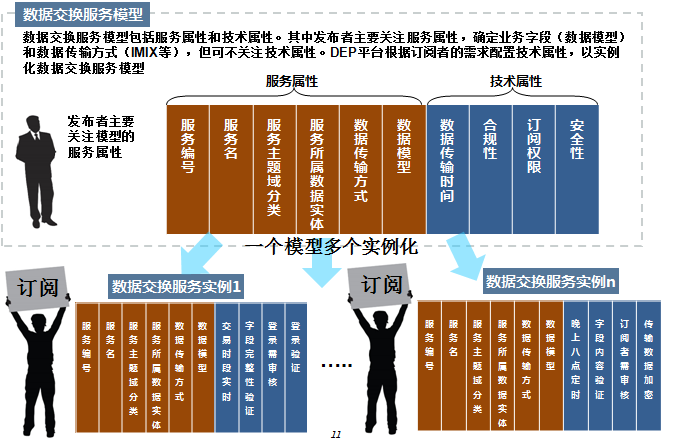 数据交换服务模型
数据交换服务模型包括服务属性和技术属性。其中发布者主要关注服务属性，确定业务字段（数据模型）
和数据传输方式（IMIX等），但可不关注技术属性。DEP平台根据订阅者的需求配置技术属性，以实例
化数据交换服务模型
服务属性
技术属性
发布者主要
关注模型的
服务属性
服务编号
服务名
服务主题域分类
服务所属数据实体
数据传输方式
数据模型
数据传输时间
合规性
订阅权限
安全性
一个模型多个实例化
订阅
数据交换服务实例1
服务编号
服务名
服务主题域分类
服务所属数据实体
数据传输方式
数据模型
交易时段实时
字段完整性验证
登录需审核
登录验证
.....
订阅
数据交换服务实例n
服务编号
服务名
服务主题域分类
服务所属数据实体
数据传输方式
数据模型
晚上八点定时
字段内容验证
订阅者需审核
传输数据加密
11